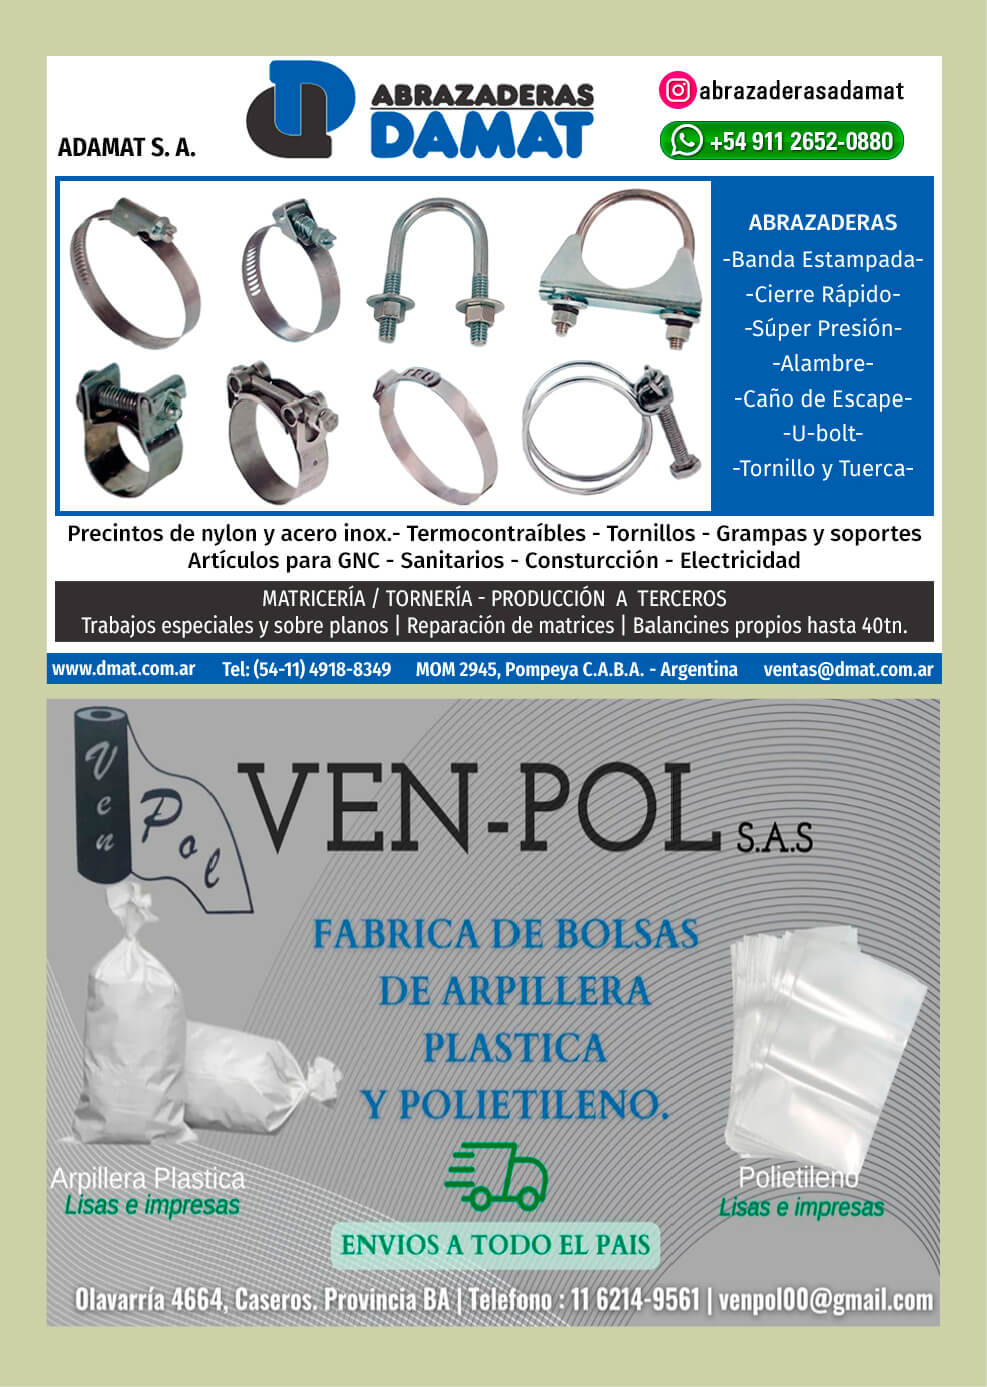 ADAMAT S. A.
ABRAZADERAS
DAMAT
abrazaderasadamat
+54 911 2652-0880
ABRAZADERAS
-Banda Estampada-
-Cierre Rápido-
-Súper Presión-
-Alambre-
-Caño de Escape-
-U-bolt-
-Tornillo y Tuerca-
Precintos de nylon y acero inox.- Termocontraíbles - Tornillos - Grampas y soportes
Artículos para GNC - Sanitarios - Consturcción - Electricidad
MATRICERÍA / TORNERÍA - PRODUCCIÓN A TERCEROS
Trabajos especiales y sobre planos | Reparación de matrices | Balancines propios hasta 40tn.
www.dmat.com.ar Tel: (54-11) 4918-8349 MOM 2945, Pompeya C.A.B.A. - Argentina ventas@dmat.com.ar
Ven
Pol
VEN-POL S.A.S
FABRICA DE BOLSAS
DE ARPILLERA
PLASTICA
Y POLIETILENO.
Arpillera Plastica
Lisas e impresas
Polietileno
Lisas e impresas
ENVIOS A TODO EL PAIS
Olavarría 4664, Caseros. Provincia BA | Telefono : 11 6214-9561 | venpol00@gmail.com